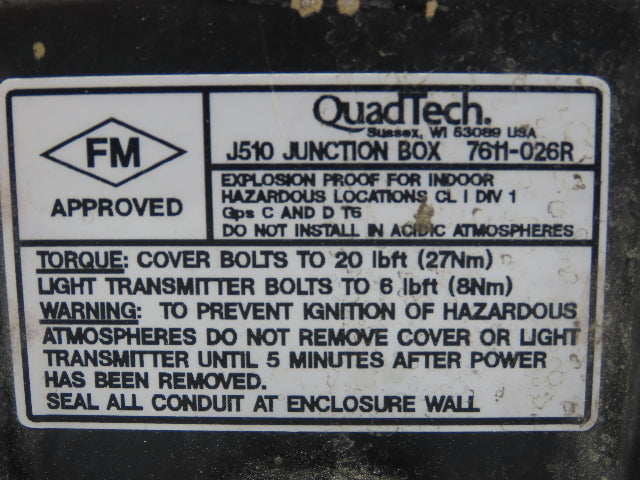 FM
APPROVED
QuadTech.
Sussex, WI 53089 USA
J510 JUNCTION BOX 7611-026R
EXPLOSION PROOF FOR INDOOR
HAZARDOUS LOCATIONS CL I DIV 1
Gps C AND D T6
DO NOT INSTALL IN ACIDIC ATMOSPHERES
TORQUE: COVER BOLTS TO 20 lbft (27Nm)
LIGHT TRANSMITTER BOLTS TO 6 lbft (8Nm)
WARNING: TO PREVENT IGNITION OF HAZARDOUS
ATMOSPHERES DO NOT REMOVE COVER OR LIGHT
TRANSMITTER UNTIL 5 MINUTES AFTER POWER
HAS BEEN REMOVED.
SEAL ALL CONDUIT AT ENCLOSURE WALL